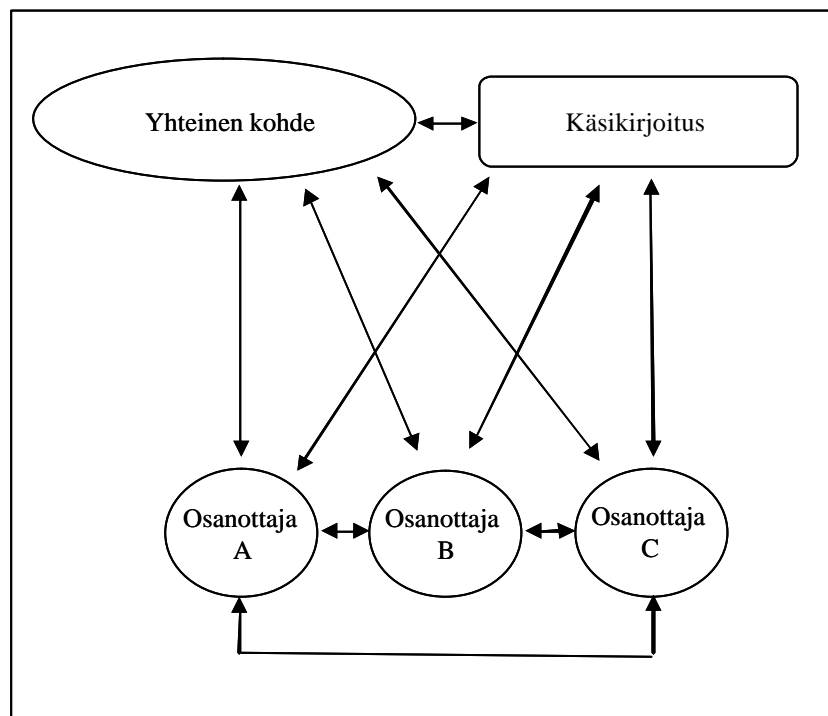 Yhteinen kohde
Käsikirjoitus
Osanottaja
A
Osanottaja
B
Osanottaja
C